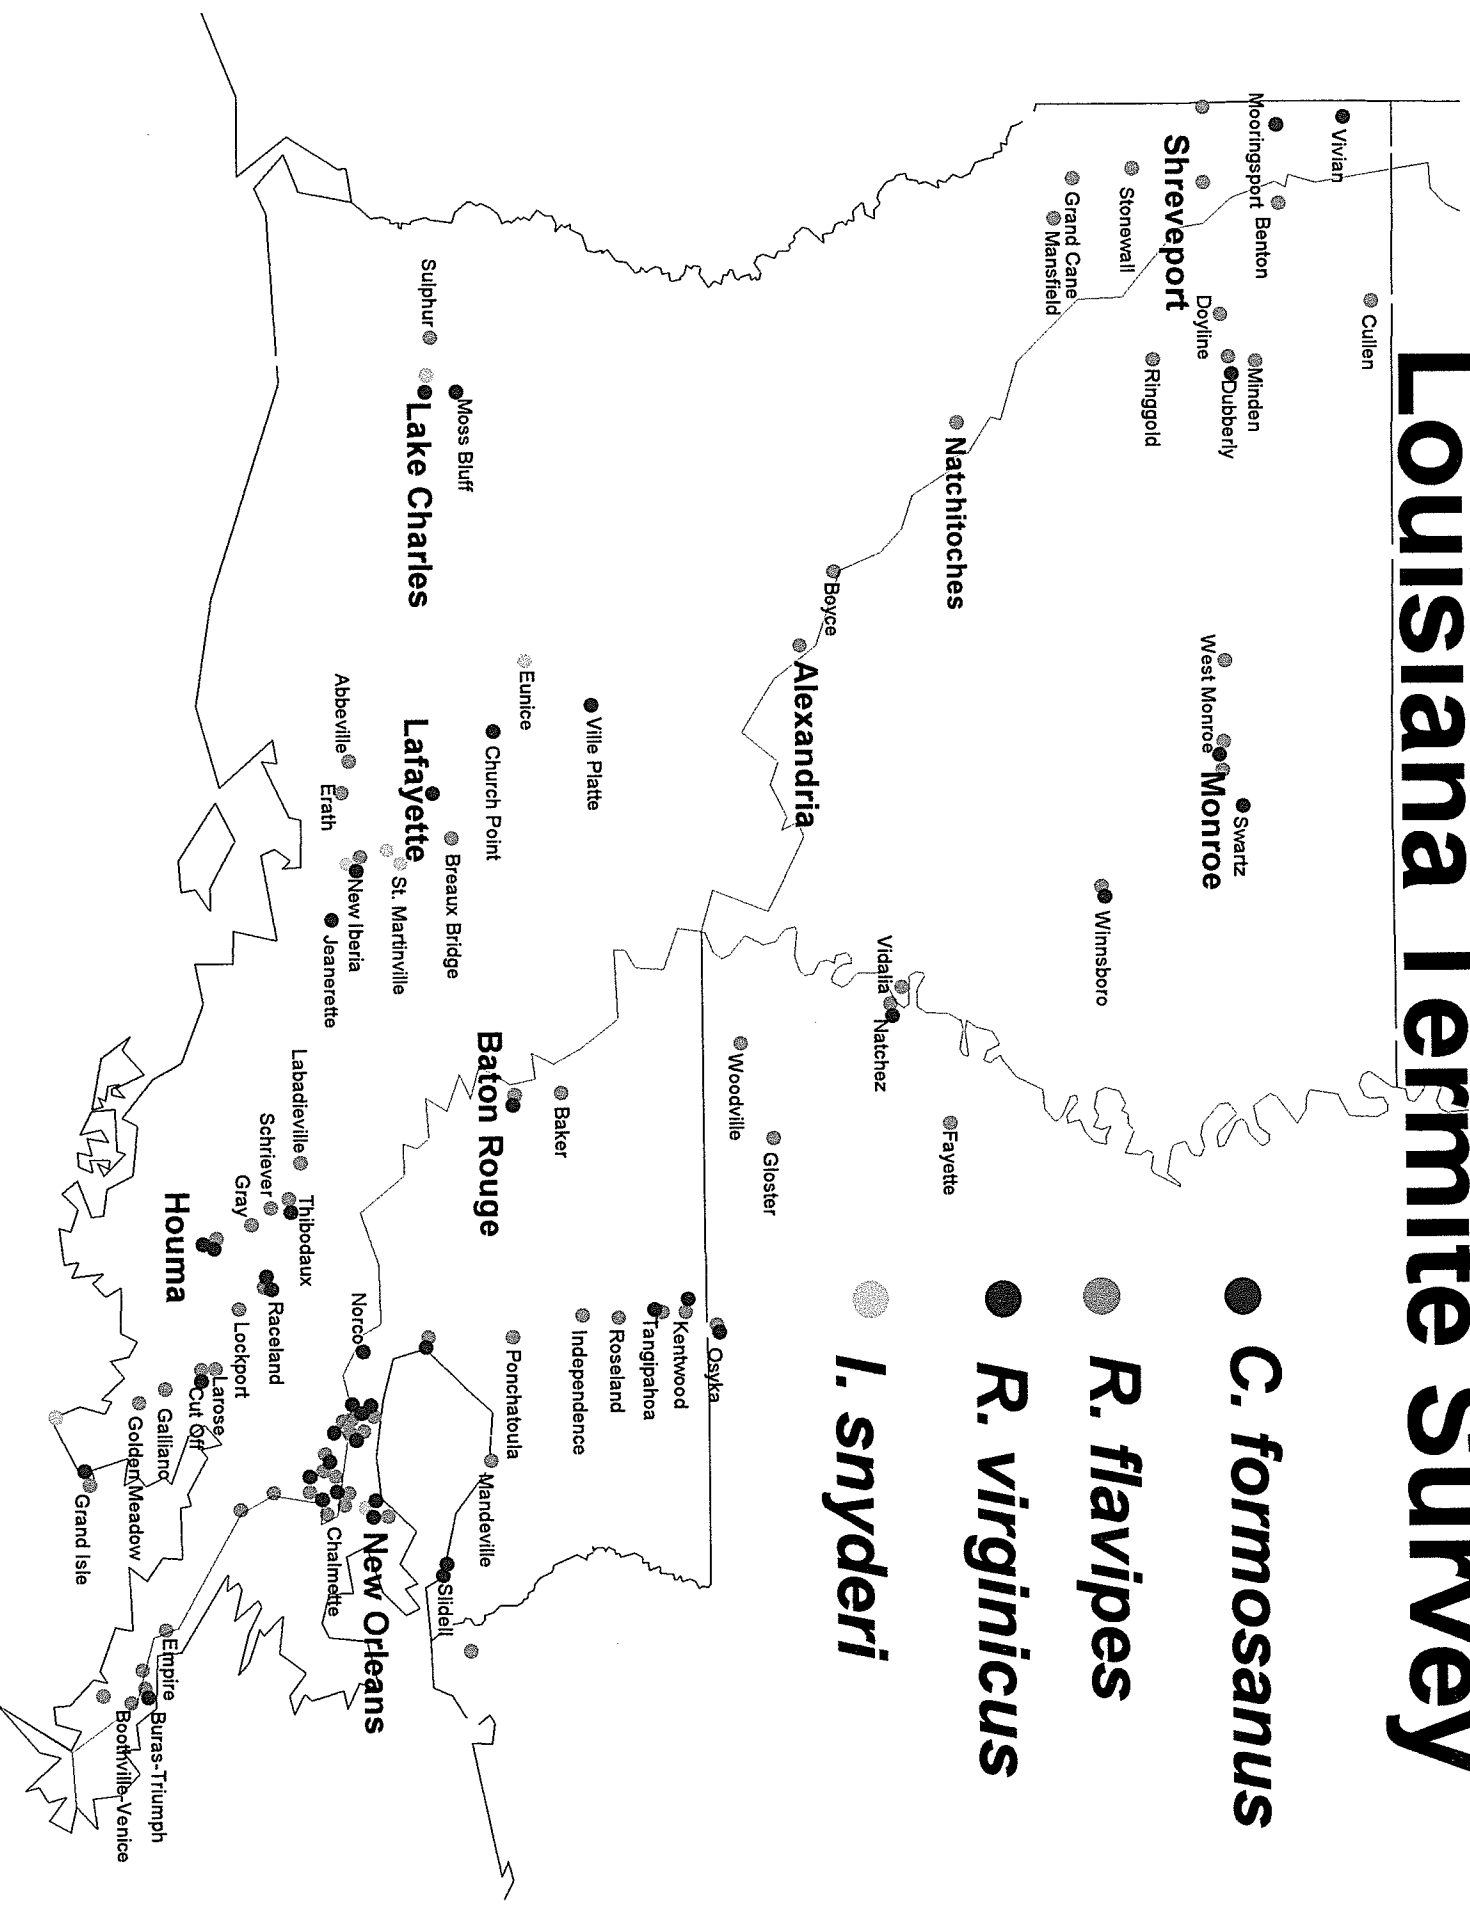 Louisiana Termite Survey
C. formosanus
R. flavipes
R. virginicus
I. snyderi
Vivian
Cullen
Mooringsport
Benton
Shreveport
Stonewall
Grand Cane
Mansfield
Doyline
Minden
Dubberly
Ringgold
Natchitoches
West Monroe
Monroe
Swartz
Winnsboro
Boyce
Alexandria
Vidalia
Natchez
Fayette
Woodville
Gloster
Osyka
Kentwood
Tangipahoa
Roseland
Independence
Ponchatoula
Mandeville
Slidell
Ville Platte
Eunice
Church Point
Sulphur
Moss Bluff
Lake Charles
Lafayette
Breaux Bridge
Abbeville
Erath
St. Martinville
New Iberia
Jeanerette
Baton Rouge
Baker
Labadieville
Schriever
Gray
Thibodaux
Houma
Raceland
Lockport
Norco
Larose
Cut Off
Galliano
Golden Meadow
Grand Isle
New Orleans
Chalmette
Empire
Buras-Triumph
Boothville-Venice